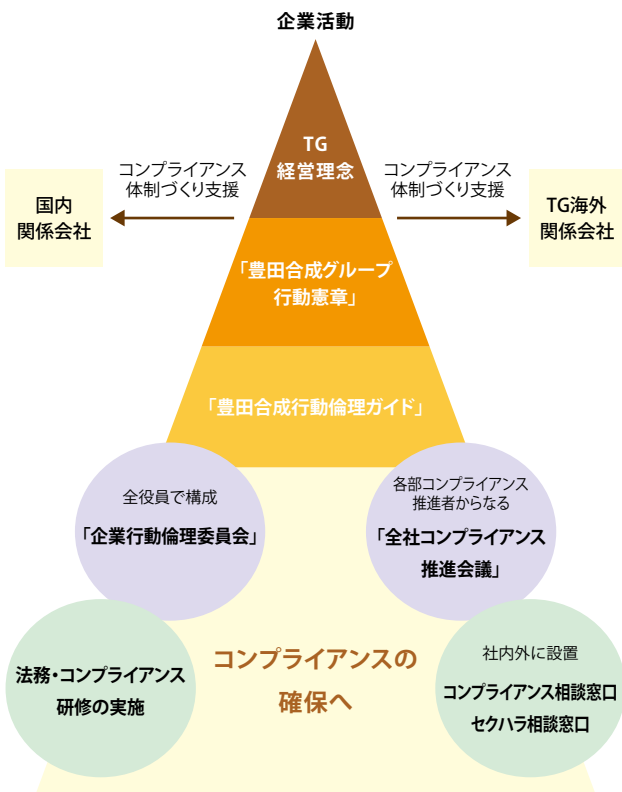 企業活動
TG
経営理念
コンプライアンス
体制づくり支援
コンプライアンス
体制づくり支援
国内
関係会社
TG海外
関係会社
「豊田合成グループ
行動憲章」
「豊田合成行動倫理ガイド」
全役員で構成
「企業行動倫理委員会」
各部コンプライアンス
推進者からなる
「全社コンプライアンス
推進会議」
法務・コンプライアンス
研修の実施
コンプライアンスの
確保へ
社内外に設置
コンプライアンス相談窓口
セクハラ相談窓口